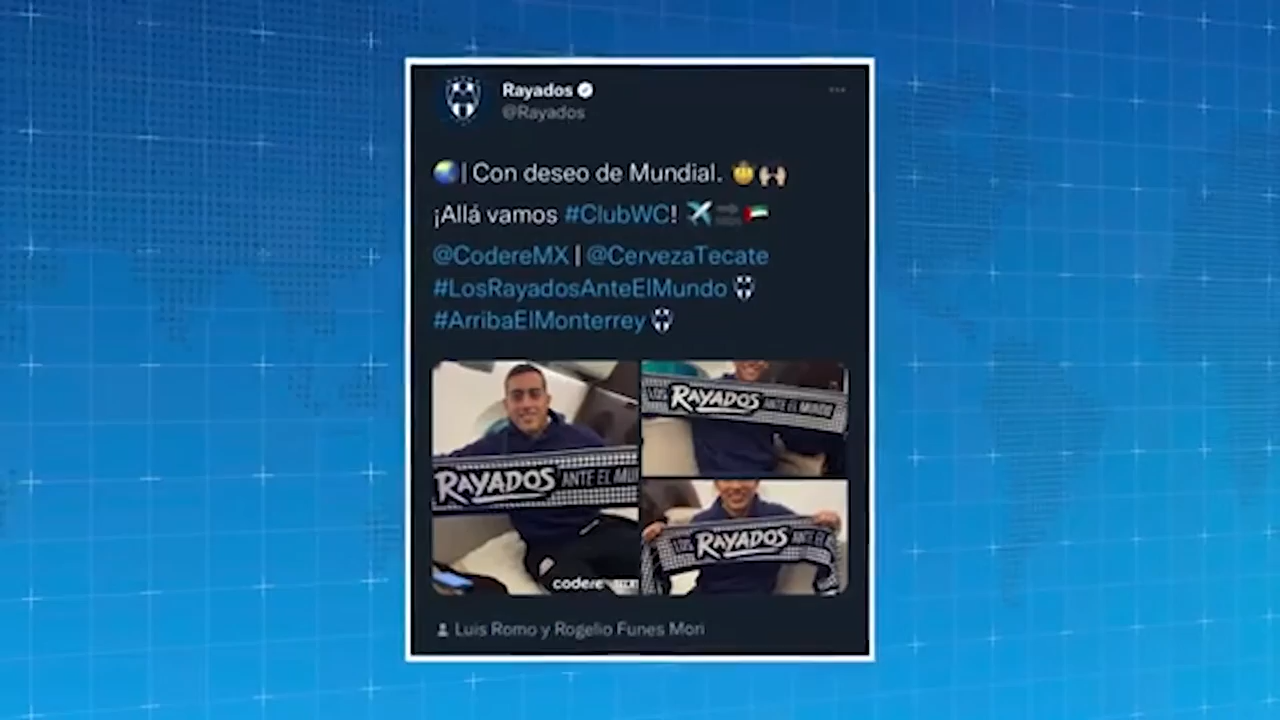 Rayados
@Rayados
| Con deseo de Mundial.
¡Allá vamos #ClubWC!
@CodereMX | @CervezaTecate
#LosRayadosAnteElMundo
#ArribaElMonterrey
RAYADOS ANTE EL
LOS RAYADOS ANTE EL MUNDO
LOS RAYADOS ANTE EL
codere
Luis Romo y Rogelio Funes Mori